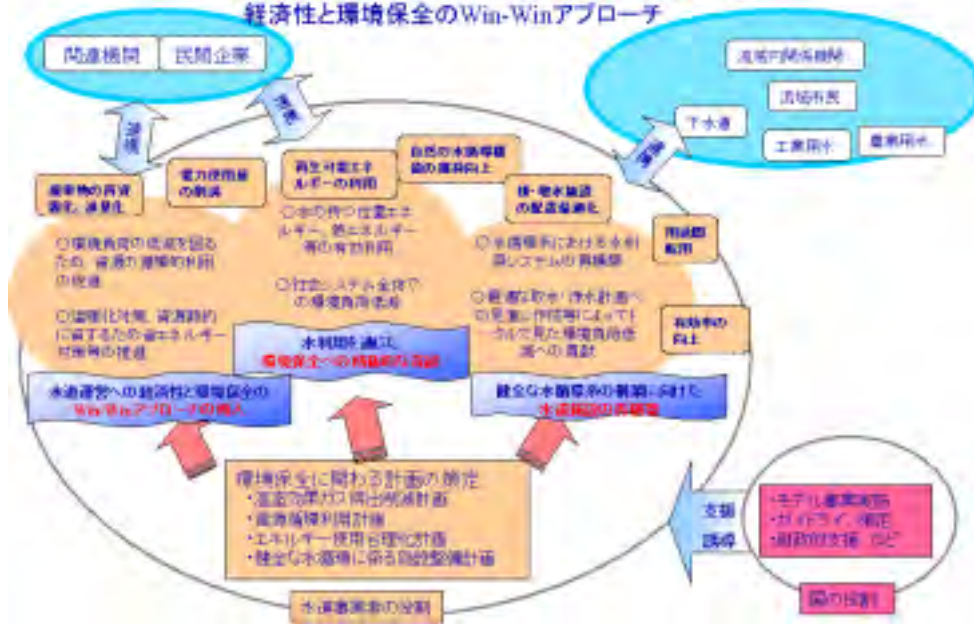 経済性と環境保全のWin-Winアプローチ
関連機関
民間企業
流域内関係機関
流域市民
下水道
工業用水
農業用水
連携
連携
連携
廃棄物の再資
源化、減量化
電力使用量
の削減
再生可能エネ
ルギーの利用
自然の水循環機
能の維持向上
取・浄水施設
の配置最適化
用途間
転用
有効率の
向上
○環境負荷の低減を図る
ため、資源の循環的利用
の促進
○温暖化対策、資源節約
に資するため省エネルギー
対策等の推進
○水の持つ位置エネ
ルギー、熱エネルギー
等の有効利用
○社会システム全体で
の環境負荷低減
○水循環系における水利
用システムの再構築
○最適な取水・浄水計画へ
の見直し
トータルで見た環境負荷低
減への貢献
水道運営への経済性と環境保全の
Win-Winアプローチの導入
水利用を通じた
環境保全への積極的な貢献
健全な水循環系の構築に向けた
水道施設の再構築
環境保全に関わる計画の策定
・温室効果ガス排出削減計画
・資源循環利用計画
・エネルギー使用合理化計画
・健全な水循環に係る施設整備計画
水道事業者の役割
支援
誘導
・モデル事業実施
・ガイドライン策定
・財政的支援 など
国の役割